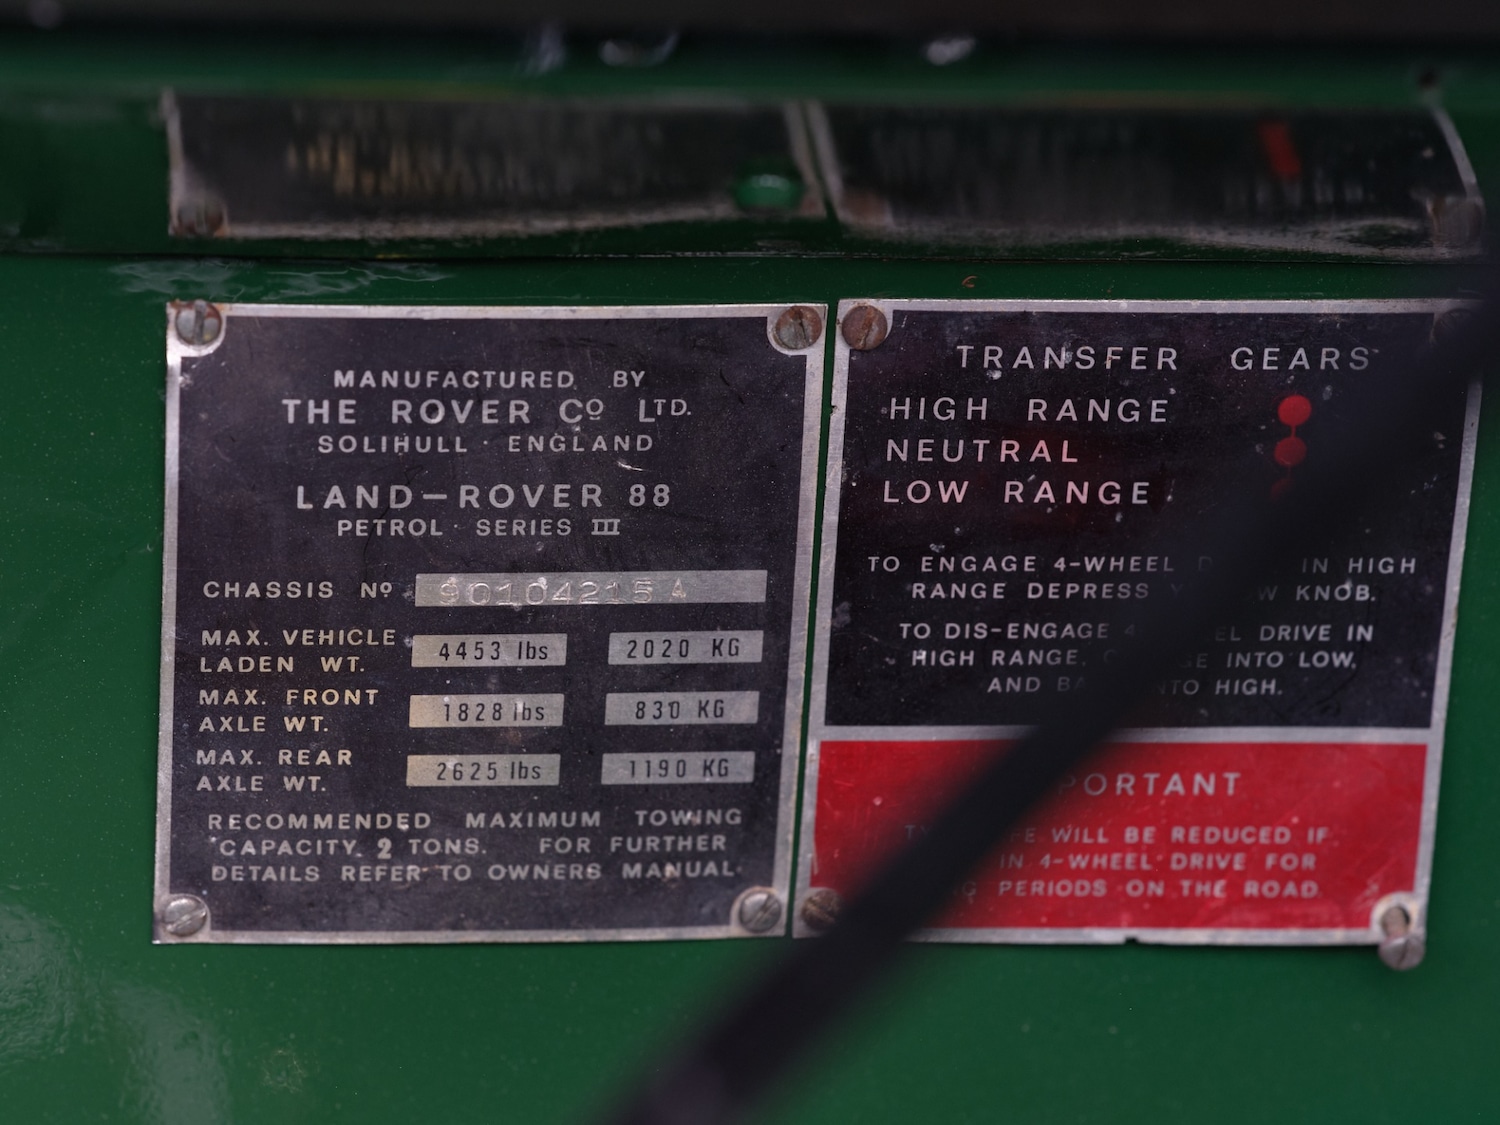 MANUFACTURED BY
THE ROVER Cº LTD.
SOLIHULL · ENGLAND
LAND-ROVER 88
PETROL · SERIES III
CHASSIS Nº 90104215 A
MAX. VEHICLE
LADEN WT. 4453 lbs 2020 KG
MAX. FRONT
AXLE WT. 1828 lbs 830 KG
MAX. REAR
AXLE WT. 2625 lbs 1190 KG
RECOMMENDED MAXIMUM TOWING
CAPACITY 2 TONS. FOR FURTHER
DETAILS REFER TO OWNERS MANUAL.
TRANSFER GEARS
HIGH RANGE
NEUTRAL
LOW RANGE
TO ENGAGE 4-WHEEL IN HIGH
RANGE DEPRESS KNOB.
TO DIS-ENGAGE DRIVE IN
HIGH RANGE, INTO LOW,
AND INTO HIGH.
IMPORTANT
WILL BE REDUCED IF
IN 4-WHEEL DRIVE FOR
PERIODS ON THE ROAD